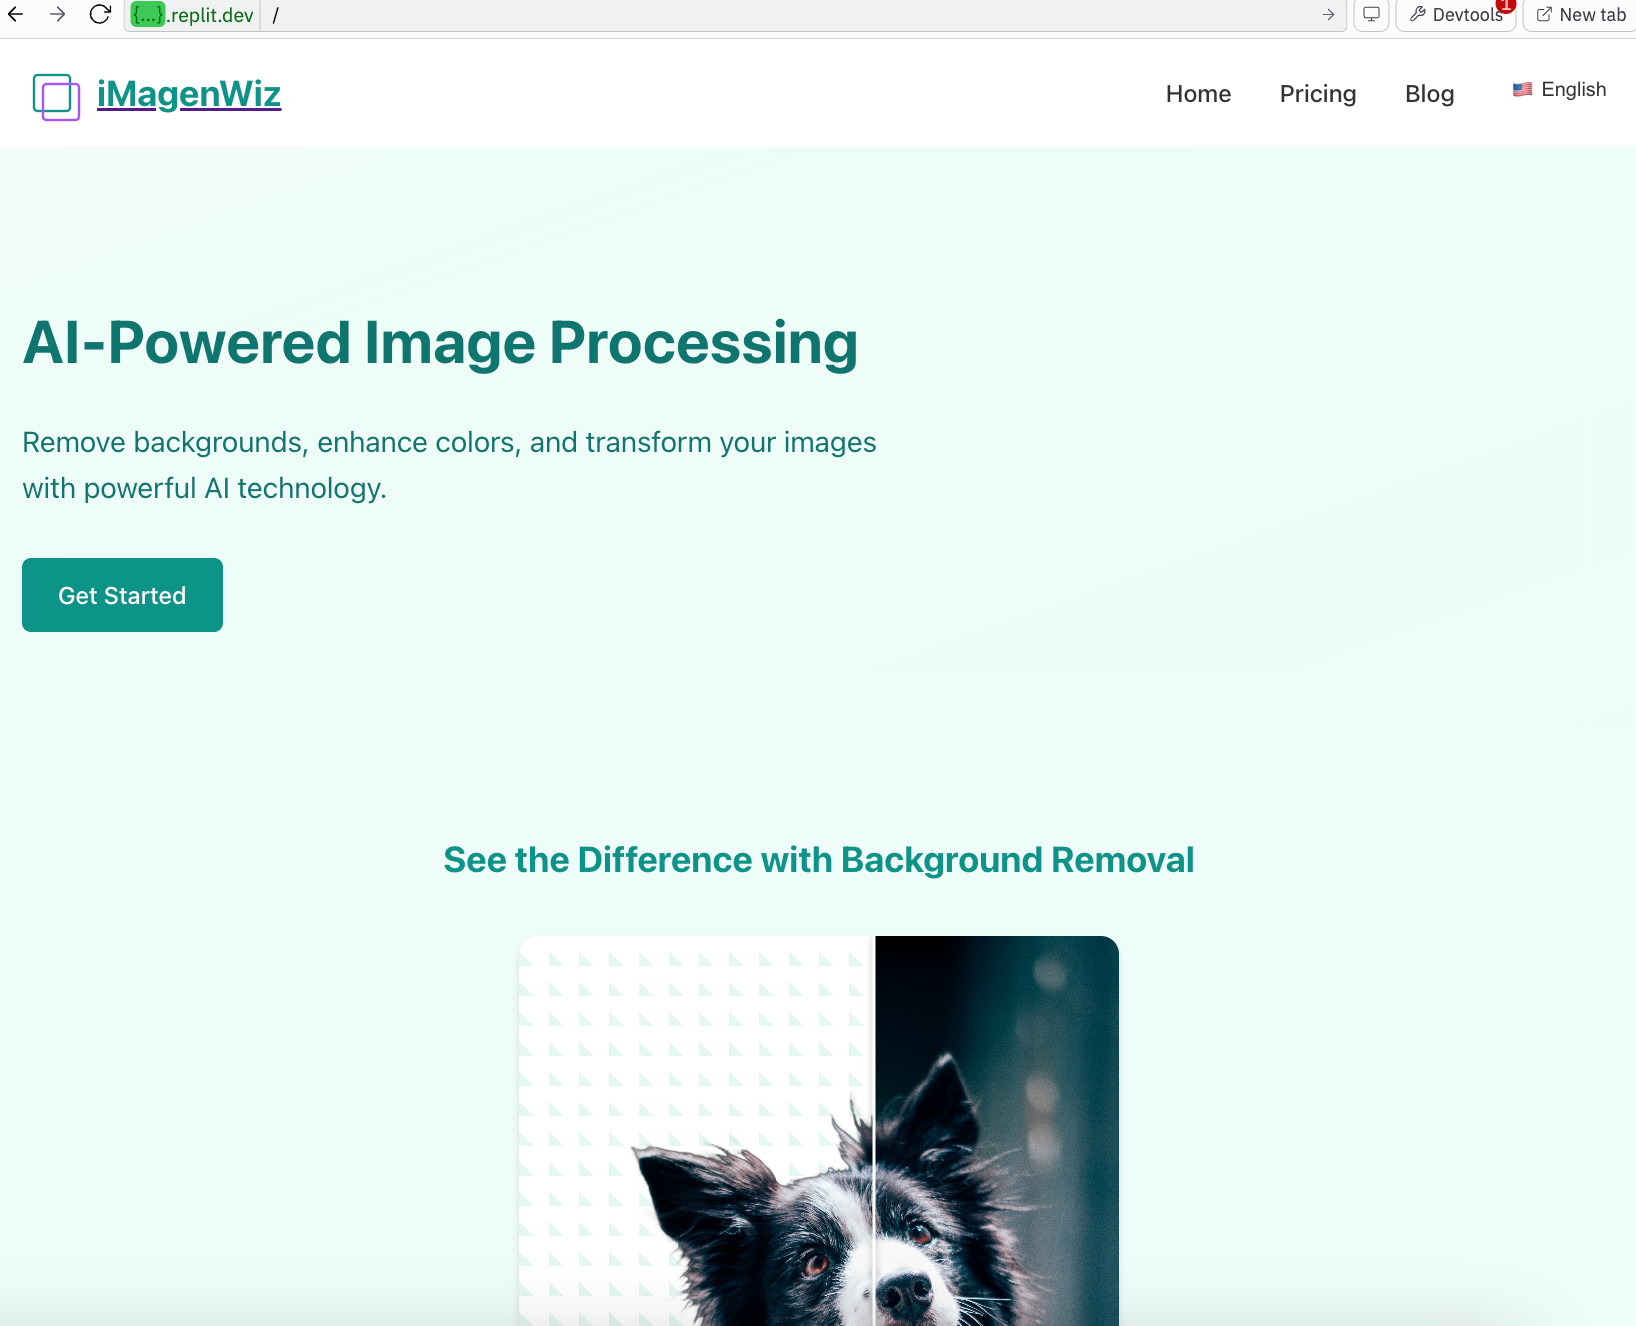 {...}.replit.dev /
Devtools 1
New tab
iMagenWiz
Home
Pricing
Blog
English
AI-Powered Image Processing
Remove backgrounds, enhance colors, and transform your images
with powerful AI technology.
Get Started
See the Difference with Background Removal